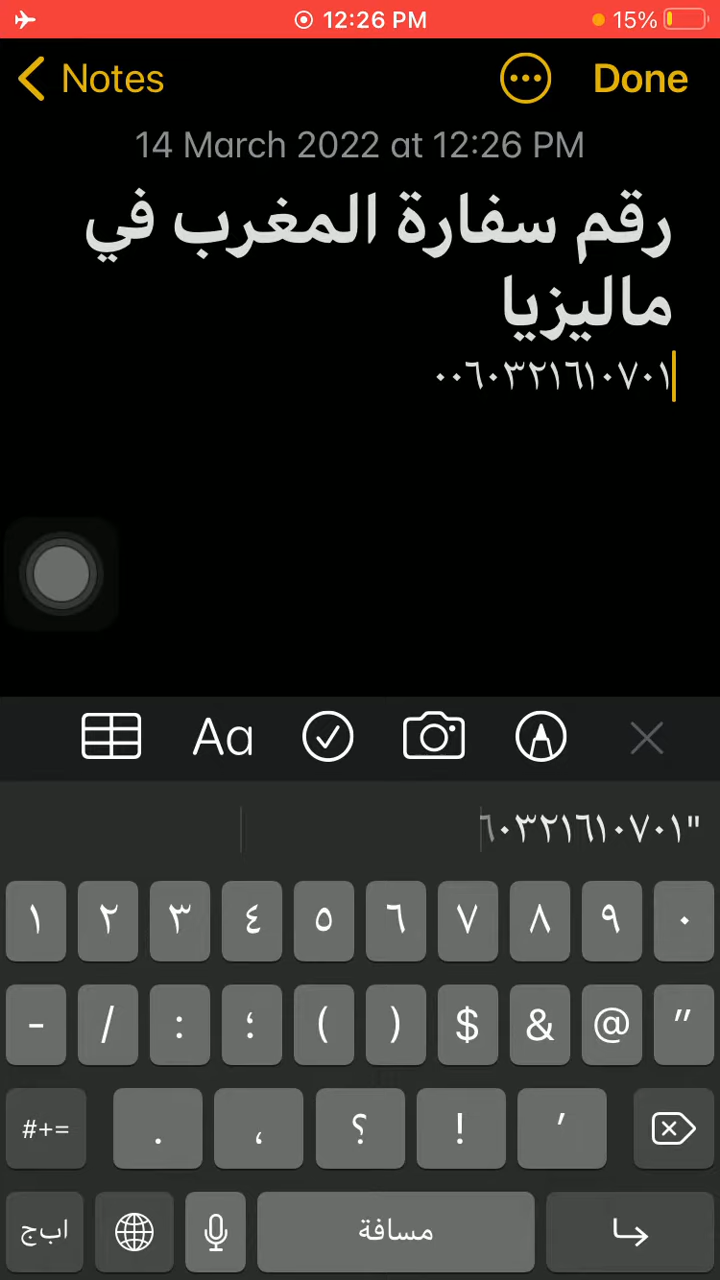 12:26 PM
15%
Notes
Done
14 March 2022 at 12:26 PM
رقم سفارة المغرب في
ماليزيا
٠٠٦٠٣٢١٦١٠٧٠١
Aa
٦٠٣٢١٦١٠٧٠١"
١ ٢ ٣ ٤ ٥ ٦ ٧ ٨ ٩ ٠
- / : ؛ ( ) $ & @ "
#+= . ، ؟ ! '
اب‌ج مسافة